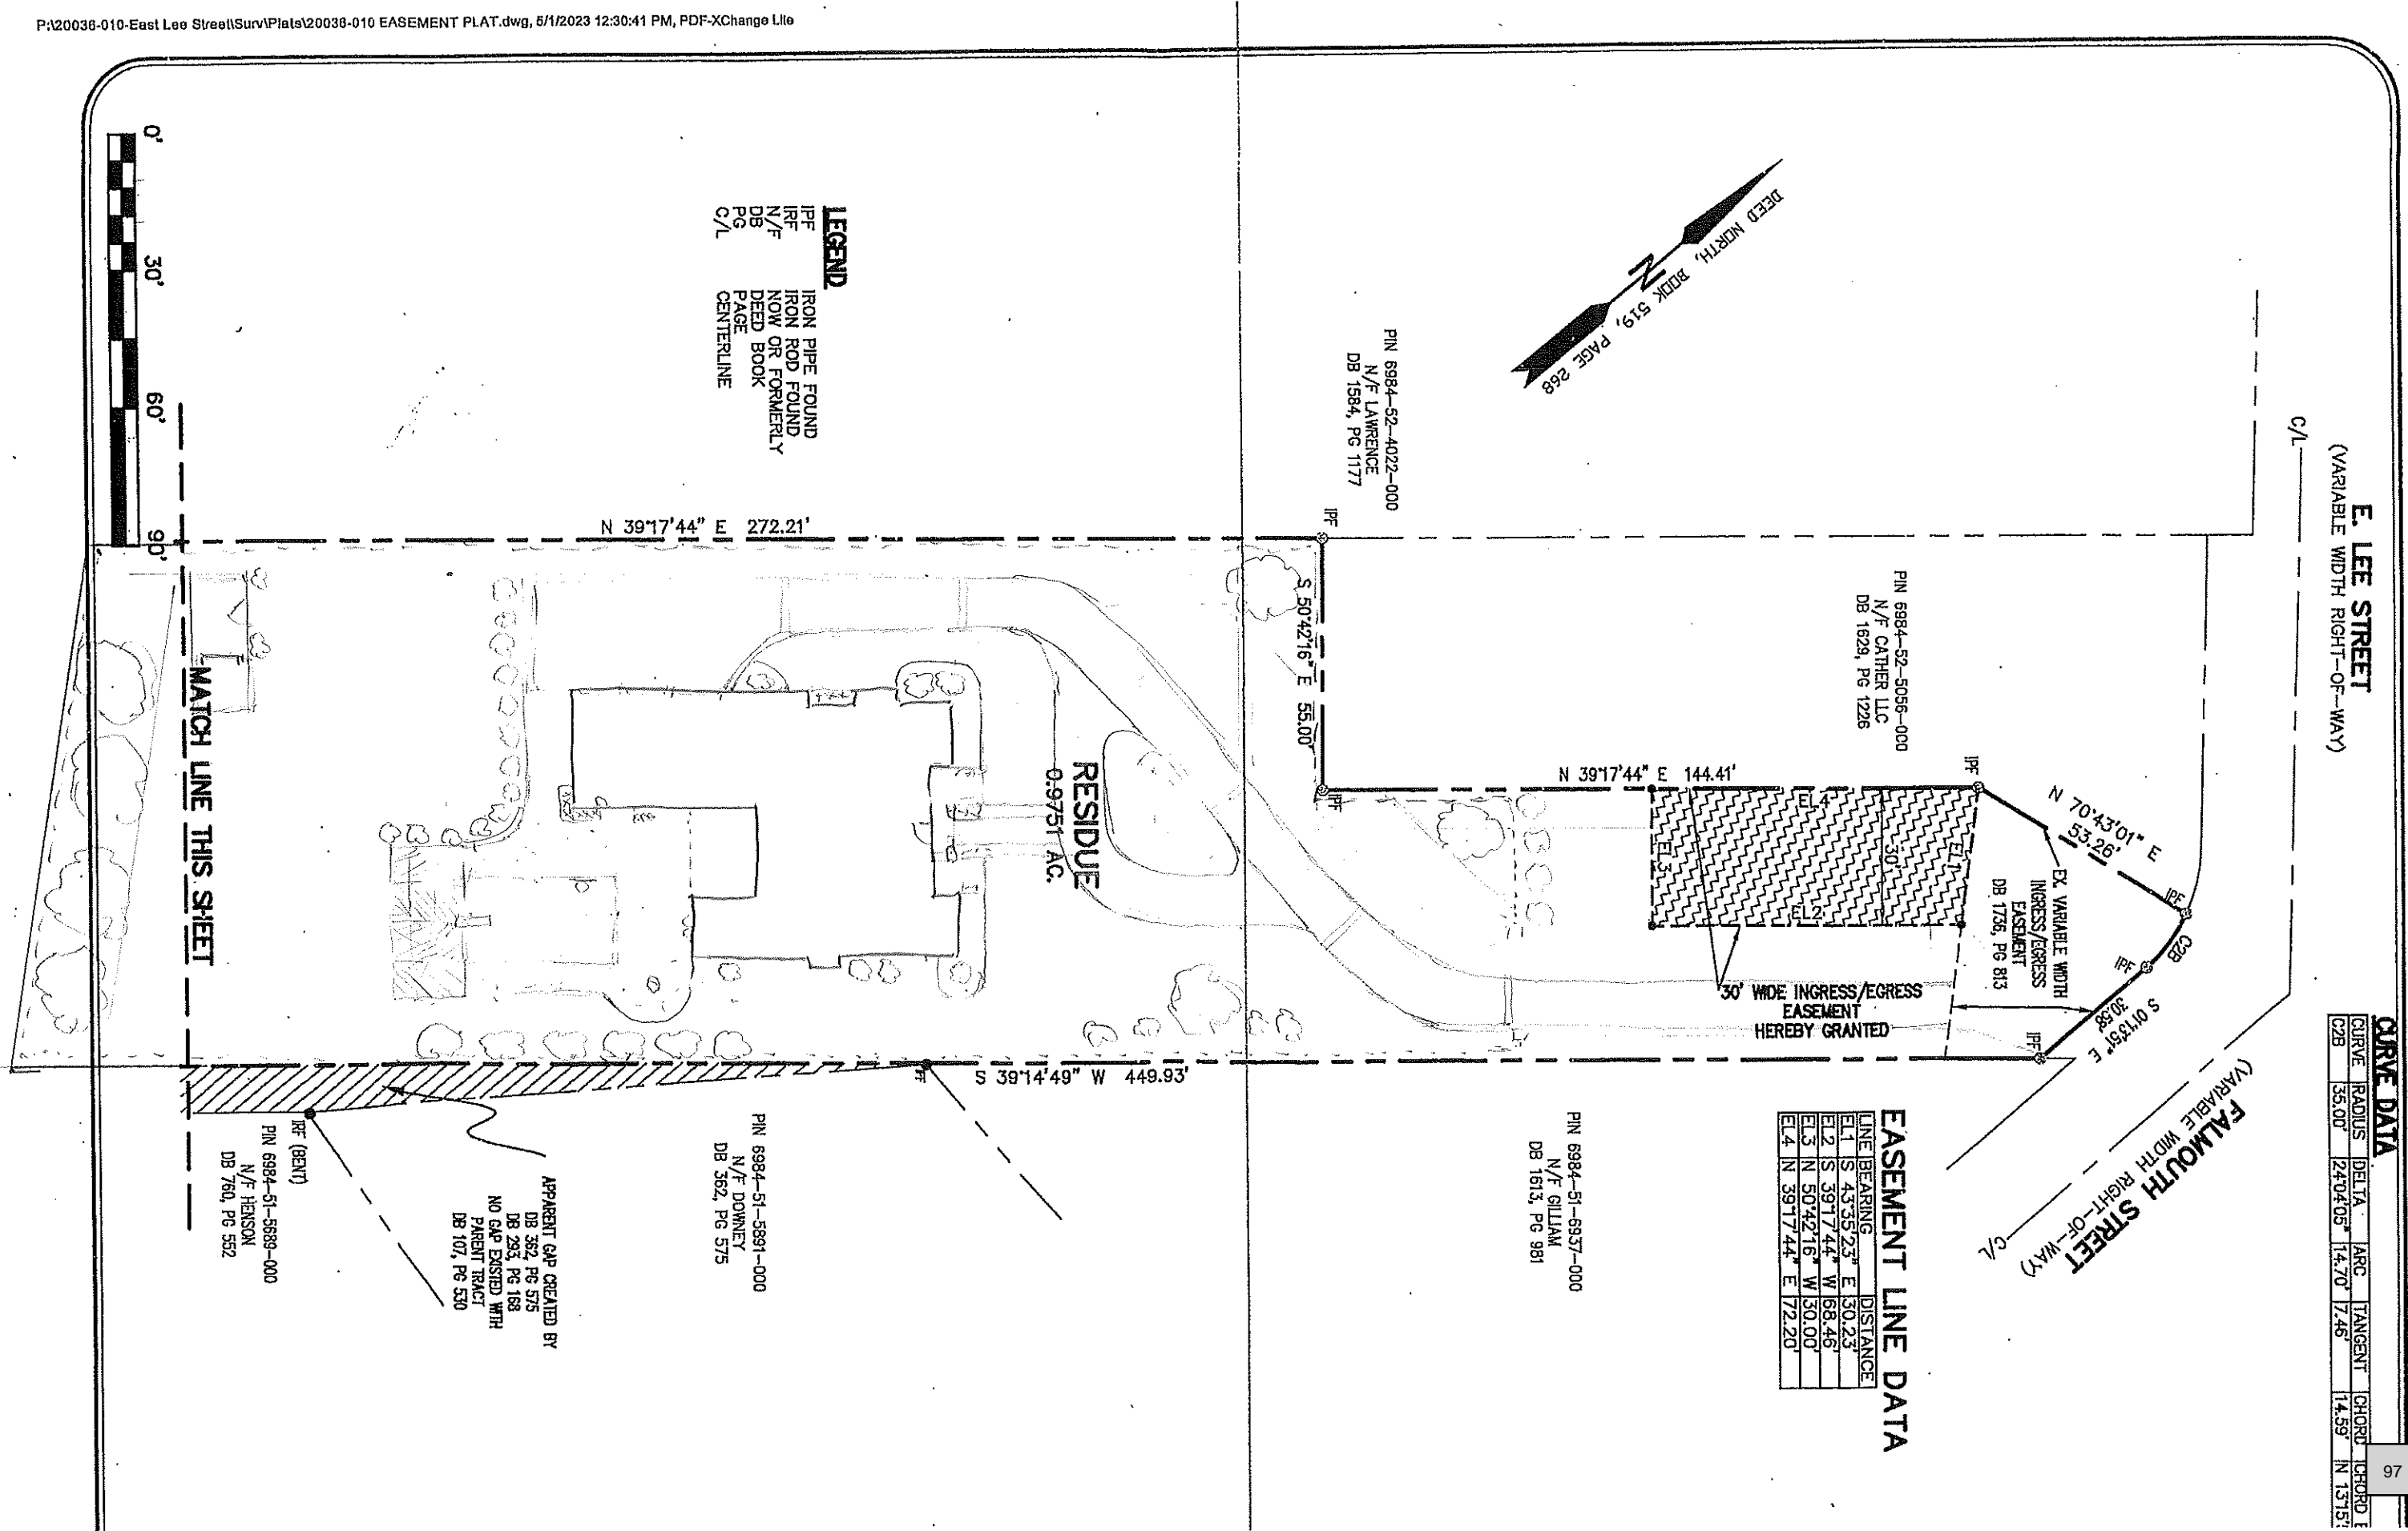 P:\20036-010-East Lee Street\Surv\Plats\20036-010 EASEMENT PLAT.dwg, 5/1/2023 12:30:41 PM, PDF-XChange Lite
0' 30' 60' 90'
LEGEND
IPF IRON PIPE FOUND
IRF IRON ROD FOUND
N/F NOW OR FORMERLY
DB DEED BOOK
PG PAGE
C/L CENTERLINE
N
DEED NORTH, BOOK 519, PAGE 268
PIN 6984-52-4022-000
N/F LAWRENCE
DB 1584, PG 1177
C/L
E. LEE STREET
(VARIABLE WIDTH RIGHT-OF-WAY)
N 39°17'44" E 272.21'
IPF
S 50°42'16" E 55.00'
IPF
PIN 6984-52-5056-000
N/F CATHER LLC
DB 1629, PG 1226
N 39°17'44" E 144.41'
IPF
N 70°43'01" E
53.26'
IPF
C2B
IPF
S 01°13'51" E
30.58'
IPF
EL4
EL3
30'
EL1
EL2
EX VARIABLE WIDTH
INGRESS/EGRESS
EASEMENT
DB 1736, PG 813
30' WIDE INGRESS/EGRESS
EASEMENT
HEREBY GRANTED
RESIDUE
0.9751 AC.
MATCH LINE THIS SHEET
S 39°14'49" W 449.93'
IPF
IRF (BENT)
PIN 6984-51-5689-000
N/F HENSON
DB 760, PG 552
APPARENT GAP CREATED BY
DB 362, PG 575
DB 293, PG 168
NO GAP EXISTED WITH
PARENT TRACT
DB 107, PG 530
PIN 6984-51-5891-000
N/F DOWNEY
DB 362, PG 575
PIN 6984-51-6937-000
N/F GILLIAM
DB 1613, PG 981
EASEMENT LINE DATA
LINE BEARING DISTANCE
EL1 S 43°35'23" E 30.23'
EL2 S 39°17'44" W 68.46'
EL3 N 50°42'16" W 30.00'
EL4 N 39°17'44" E 72.20'
FALMOUTH STREET
(VARIABLE WIDTH RIGHT-OF-WAY)
C/L
CURVE DATA
CURVE RADIUS DELTA ARC TANGENT CHORD CHORD
C2B 35.00' 24°04'05" 14.70' 7.46' 14.59' N 13°15'
97